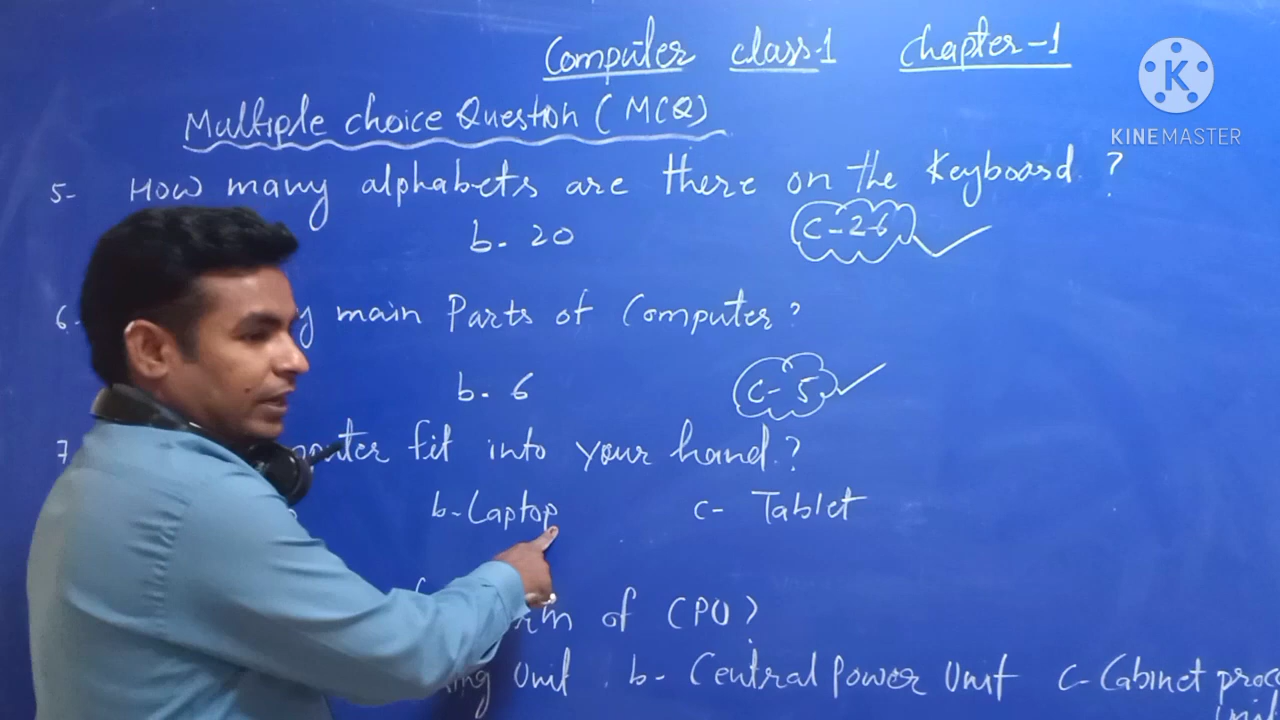 Computer class-1 Chapter-1
K
KINEMASTER
Multiple choice Question (MCQ)
5- How many alphabets are there on the Keyboard ?
b- 20 c-26
6- main Parts of Computer?
b- 6 c- 5
7 fit into your hand ?
b- Laptop c- Tablet
of CPU ?
Unit b- Central Power Unit c- Cabinet